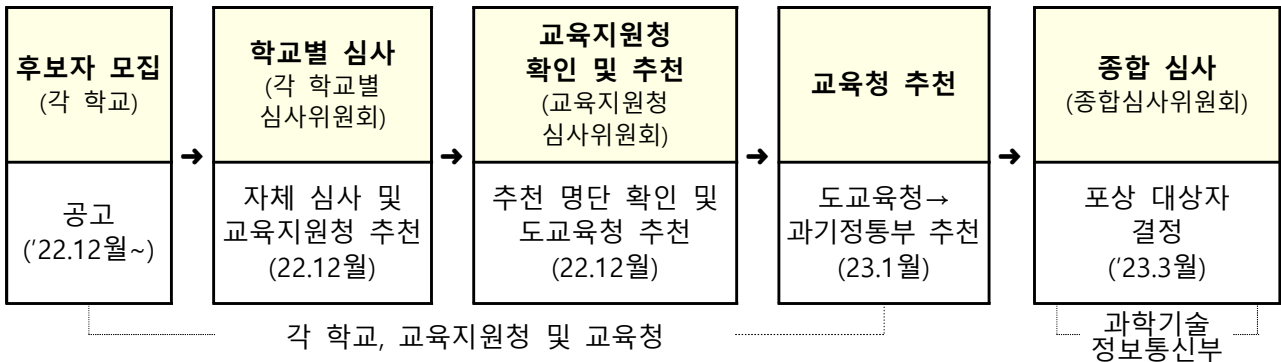 후보자 모집
(각 학교)
공고
('22.12월~)
➜
학교별 심사
(각 학교별
심사위원회)
자체 심사 및
교육지원청 추천
(22.12월)
➜
교육지원청
확인 및 추천
(교육지원청
심사위원회)
추천 명단 확인 및
도교육청 추천
(22.12월)
➜
교육청 추천
도교육청→
과기정통부 추천
(23.1월)
➜
종합 심사
(종합심사위원회)
포상 대상자
결정
('23.3월)
각 학교, 교육지원청 및 교육청
과학기술
정보통신부